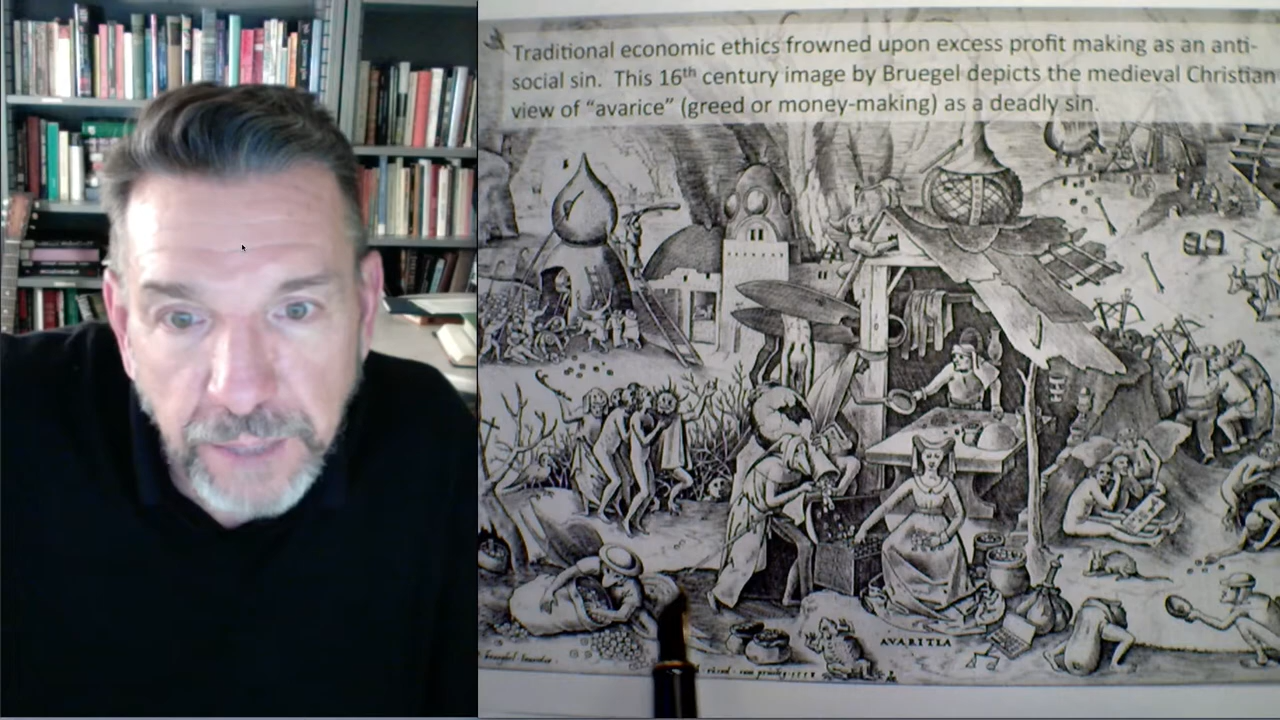 Traditional economic ethics frowned upon excess profit making as an anti-
social sin. This 16th century image by Bruegel depicts the medieval Christian
view of “avarice” (greed or money-making) as a deadly sin.
AVARITIA